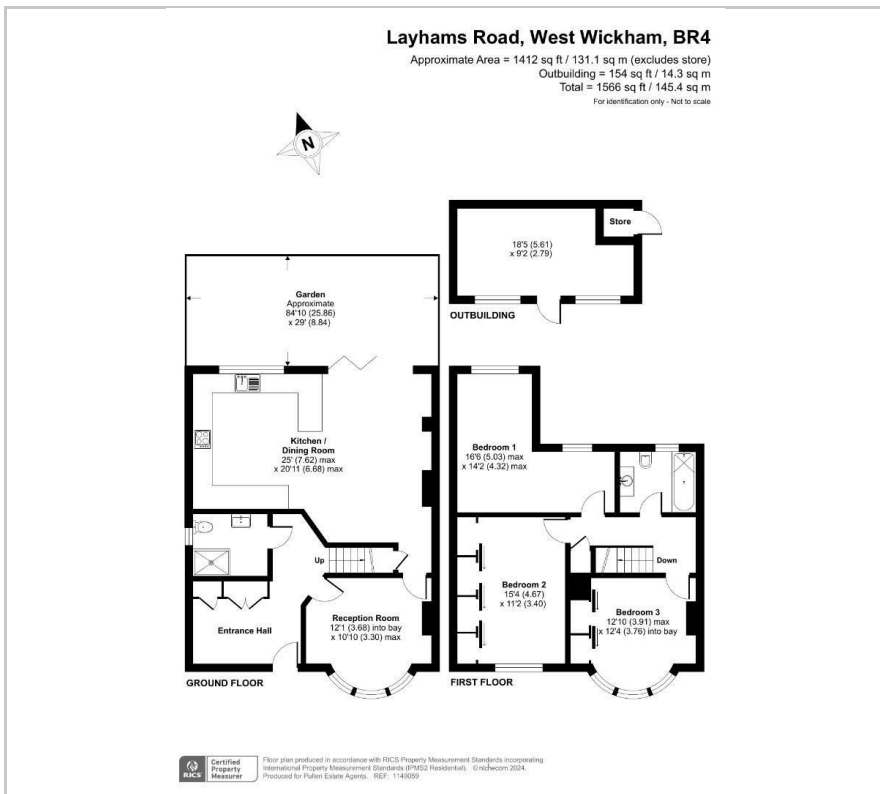 Layhams Road, West Wickham, BR4
Approximate Area = 1412 sq ft / 131.1 sq m (excludes store)
Outbuilding = 154 sq ft / 14.3 sq m
Total = 1566 sq ft / 145.4 sq m
For identification only - Not to scale
N
Store
18'5 (5.61)
x 9'2 (2.79)
OUTBUILDING
Garden
Approximate
84'10 (25.86)
x 29' (8.84)
Kitchen /
Dining Room
25' (7.62) max
x 20'11 (6.68) max
Up
Entrance Hall
Reception Room
12'1 (3.68) into bay
x 10'10 (3.30) max
GROUND FLOOR
Bedroom 1
16'6 (5.03) max
x 14'2 (4.32) max
Down
Bedroom 2
15'4 (4.67)
x 11'2 (3.40)
Bedroom 3
12'10 (3.91) max
x 12'4 (3.76) into bay
FIRST FLOOR
RICS
Certified
Property
Measurer
Floor plan produced in accordance with RICS Property Measurement Standards incorporating
International Property Measurement Standards (IPMS2 Residential). ©nichecom 2024.
Produced for Pullen Estate Agents. REF: 1149059